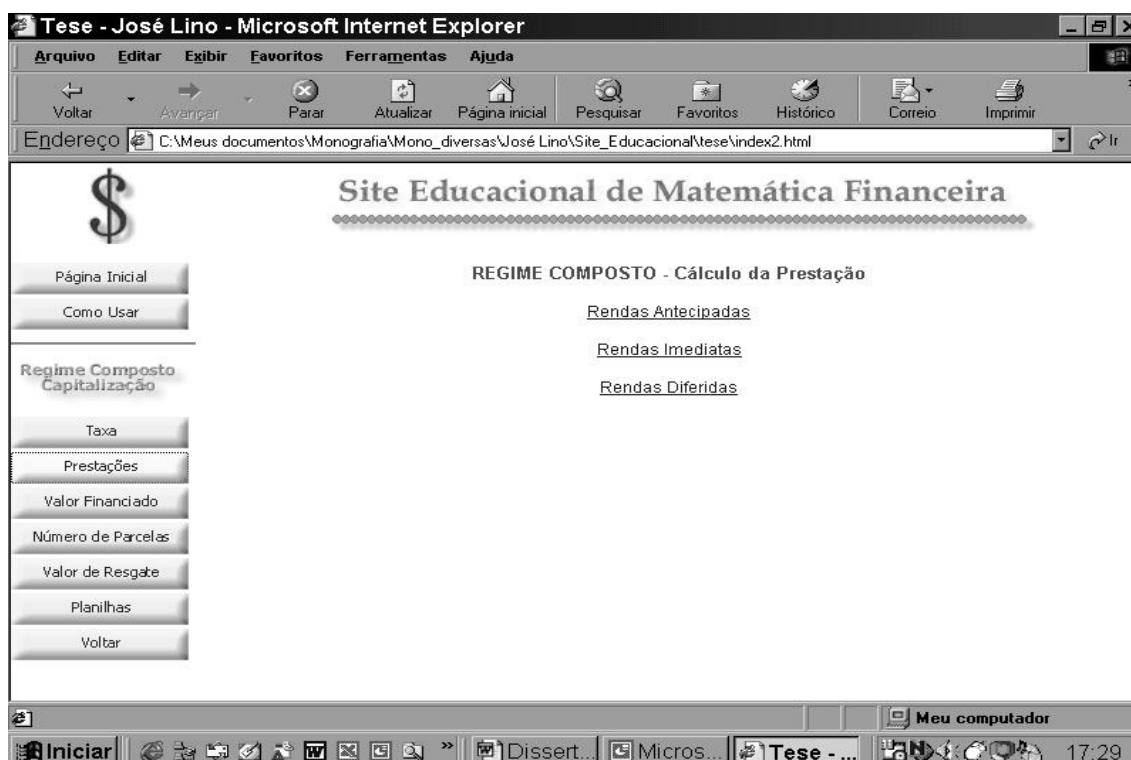 Tese - José Lino - Microsoft Internet Explorer
Arquivo Editar Exibir Favoritos Ferramentas Ajuda
Voltar Avançar Parar Atualizar Página inicial Pesquisar Favoritos Histórico Correio Imprimir
Endereço C:\Meus documentos\Monografia\Mono_diversas\José Lino\Site_Educacional\tese\index2.html Ir
$
Site Educacional de Matemática Financeira
Página Inicial
Como Usar
REGIME COMPOSTO - Cálculo da Prestação
Rendas Antecipadas
Rendas Imediatas
Rendas Diferidas
Regime Composto
Capitalização
Taxa
Prestações
Valor Financiado
Número de Parcelas
Valor de Resgate
Planilhas
Voltar
Meu computador
Iniciar » Dissert... Micros... Tese - ... 17:29